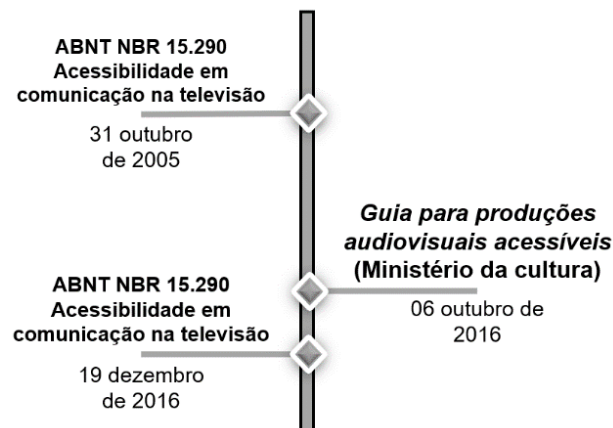 ABNT NBR 15.290
Acessibilidade em
comunicação na televisão
31 outubro
de 2005
Guia para produções
audiovisuais acessíveis
(Ministério da cultura)
06 outubro de
2016
ABNT NBR 15.290
Acessibilidade em
comunicação na televisão
19 dezembro
de 2016